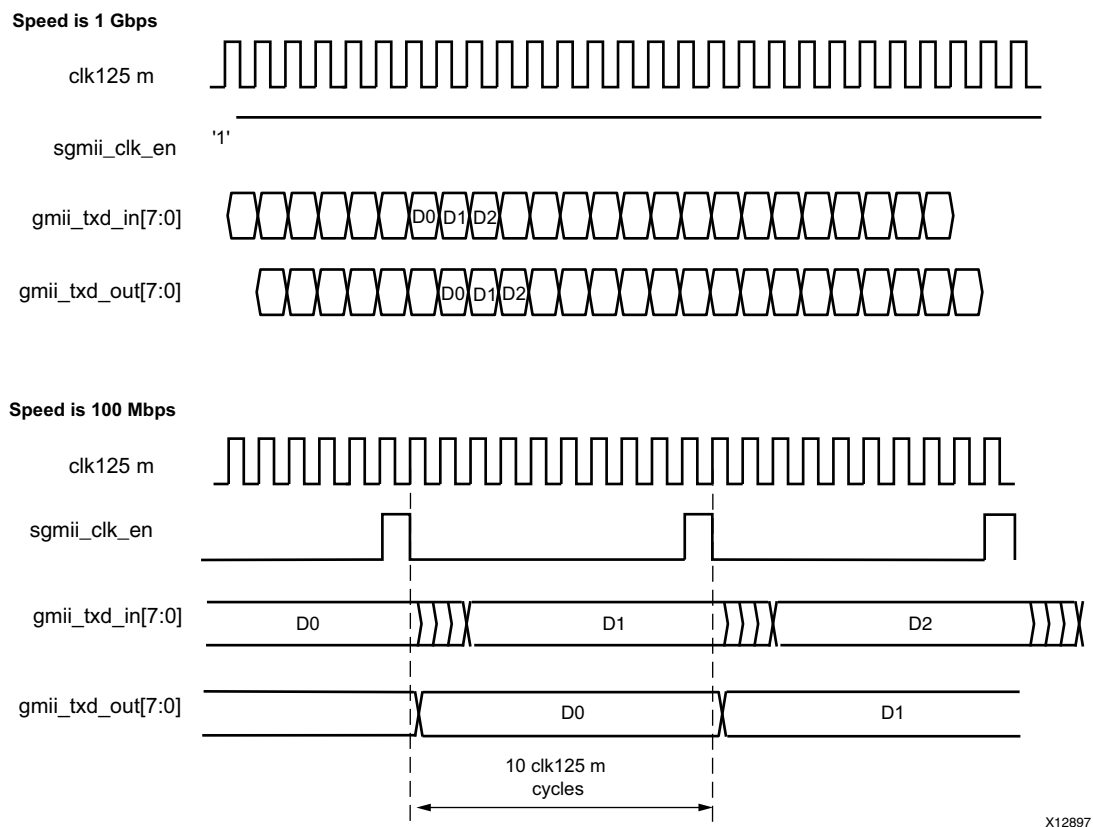 Speed is 1 Gbps
clk125 m
'1'
sgmii_clk_en
gmii_txd_in[7:0]
D0 D1 D2
gmii_txd_out[7:0]
D0 D1 D2
Speed is 100 Mbps
clk125 m
sgmii_clk_en
gmii_txd_in[7:0]
D0 D1 D2
gmii_txd_out[7:0]
D0 D1
10 clk125 m
cycles
X12897